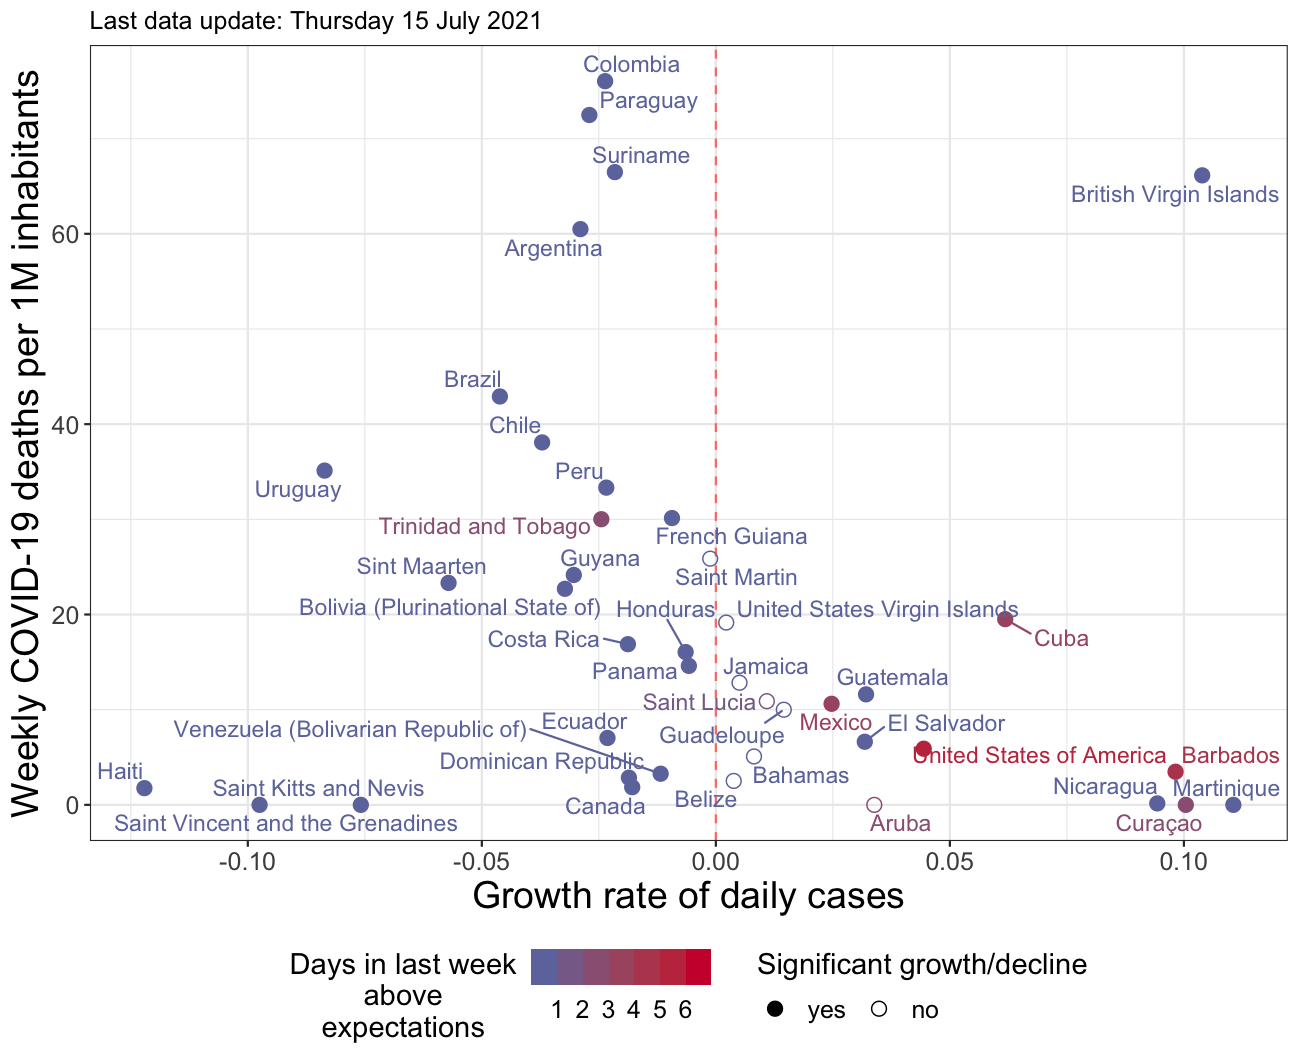 Last data update: Thursday 15 July 2021
Weekly COVID-19 deaths per 1M inhabitants
Colombia
Paraguay
Suriname
British Virgin Islands
60
Argentina
Brazil
40
Chile
Peru
Uruguay
Trinidad and Tobago
French Guiana
Guyana
Sint Maarten
Saint Martin
Bolivia (Plurinational State of)
Honduras
United States Virgin Islands
20
Costa Rica
Cuba
Panama
Jamaica
Guatemala
Saint Lucia
Mexico
El Salvador
Venezuela (Bolivarian Republic of)
Ecuador
Guadeloupe
Dominican Republic
United States of America
Barbados
Haiti
Bahamas
Saint Kitts and Nevis
Nicaragua
Martinique
Belize
0
Canada
Saint Vincent and the Grenadines
Aruba
Curaçao
-0.10
-0.05
0.00
0.05
0.10
Growth rate of daily cases
Days in last week
above
expectations
1 2 3 4 5 6
Significant growth/decline
yes
no